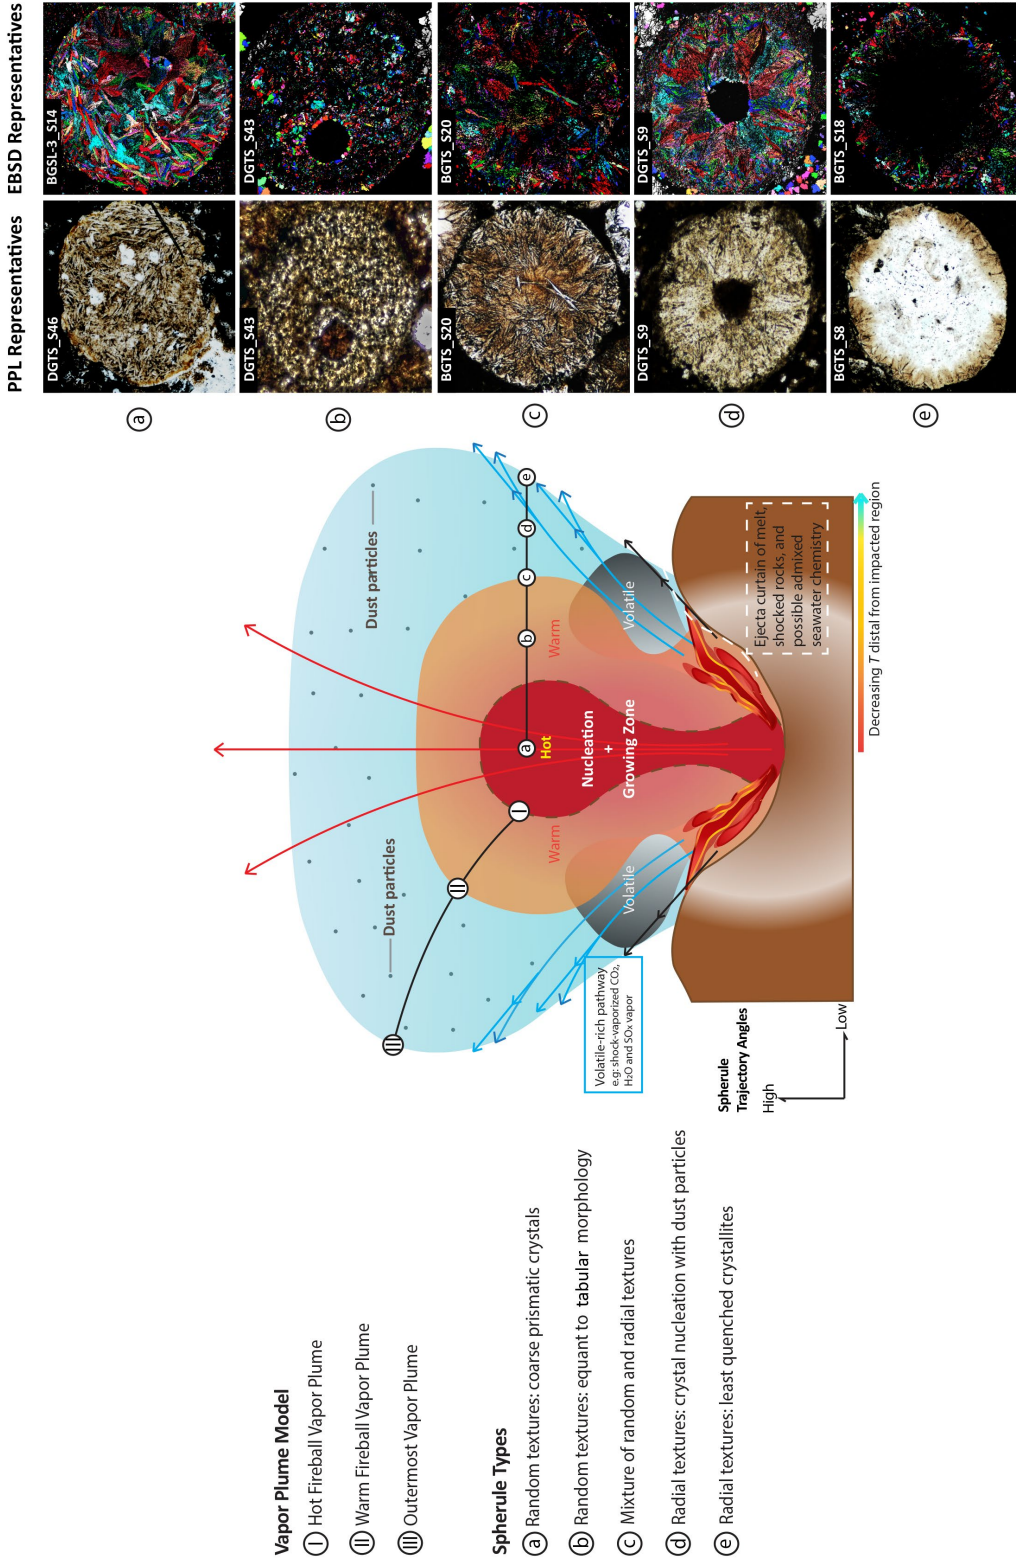 Vapor Plume Model
I Hot Fireball Vapor Plume
II Warm Fireball Vapor Plume
III Outermost Vapor Plume
Spherule Types
a Random textures: coarse prismatic crystals
b Random textures: equant to tabular morphology
c Mixture of random and radial textures
d Radial textures: crystal nucleation with dust particles
e Radial textures: least quenched crystallites
Dust particles
Dust particles
III
II
I
a
b
c
d
e
Hot
Warm
Warm
Nucleation
+
Growing Zone
Volatile
Volatile
Volatile-rich pathway
e.g: shock-vaporized CO₂,
H₂O and SOx vapor
Ejecta curtain of melt,
shocked rocks, and
possible admixed
seawater chemistry
Spherule
Trajectory Angles
High
Low
Decreasing T distal from impacted region
PPL Representatives
EBSD Representatives
a
DGTS_S46
BGSL-3_S14
b
DGTS_S43
DGTS_S43
c
BGTS_S20
BGTS_S20
d
DGTS_S9
DGTS_S9
e
BGTS_S8
BGTS_S18